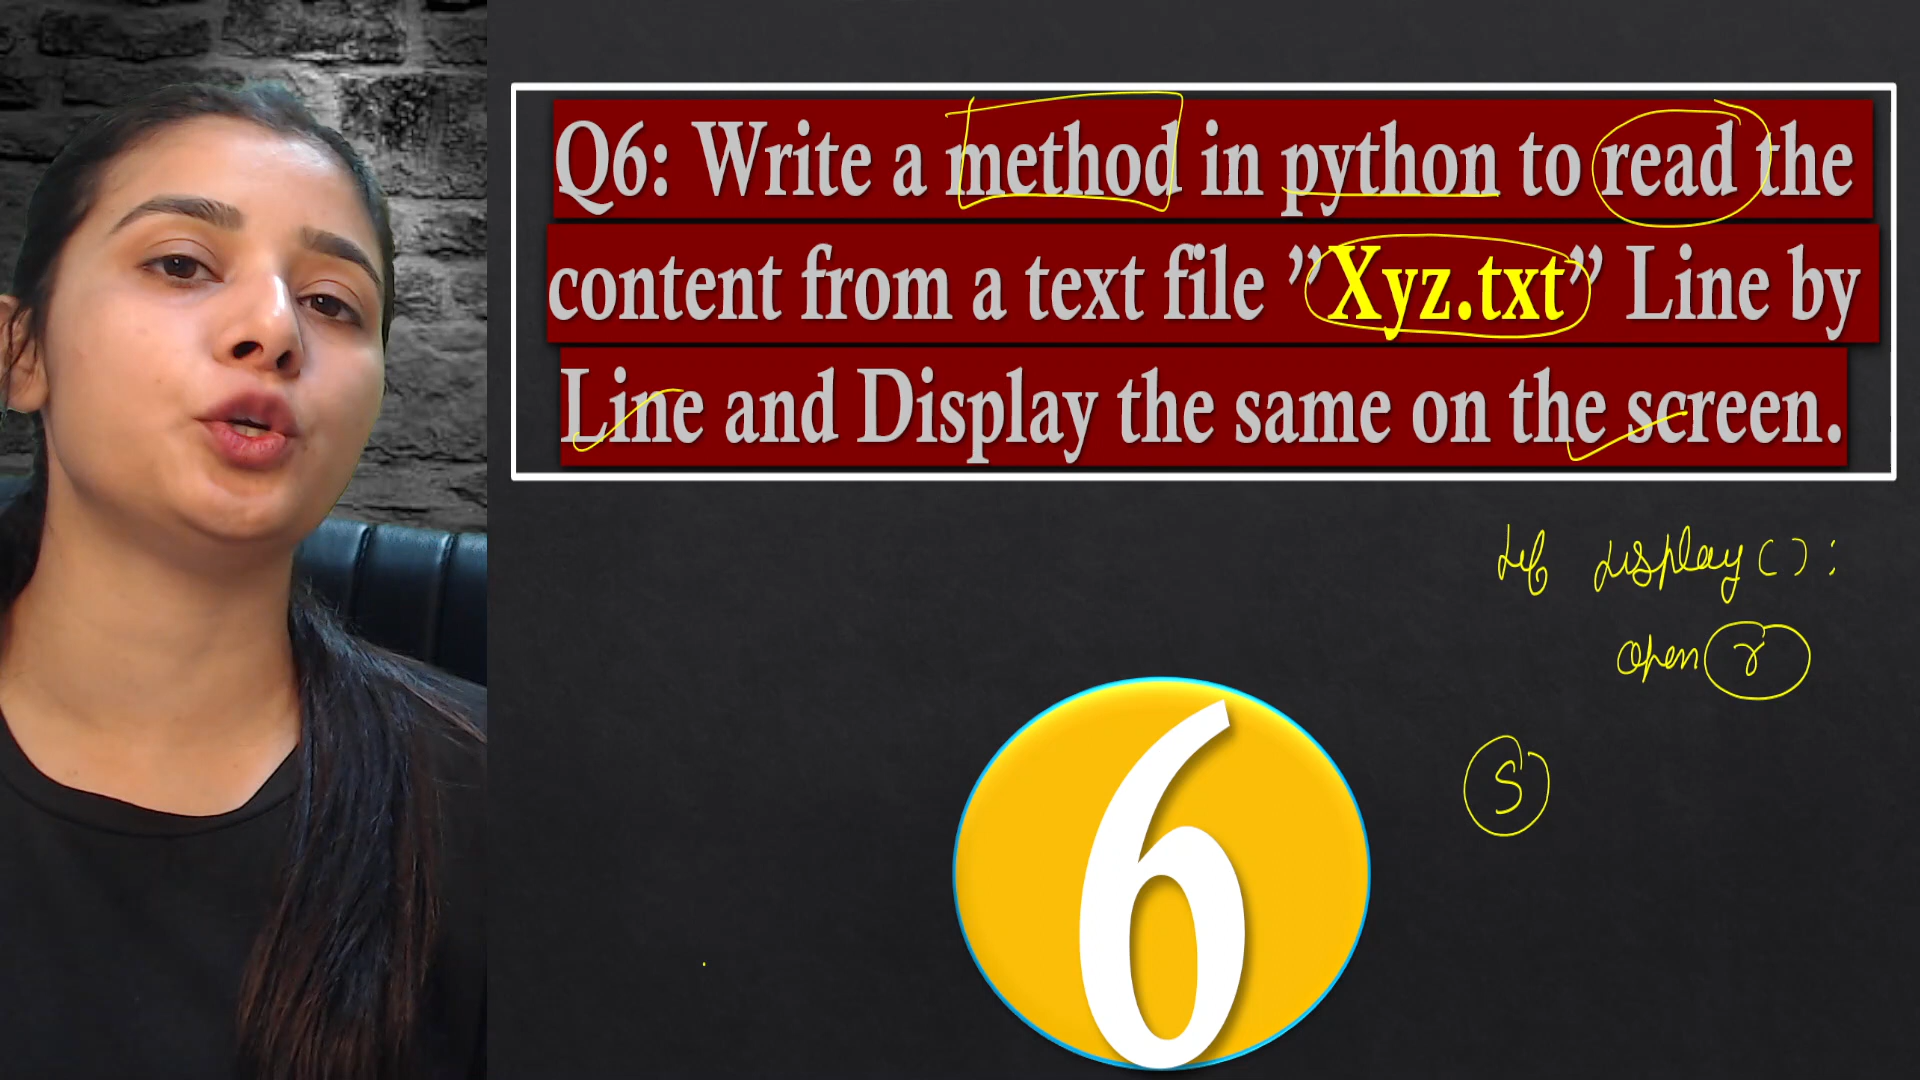 Q6: Write a method in python to read the
content from a text file ”Xyz.txt” Line by
Line and Display the same on the screen.
def display():
open r
S
6